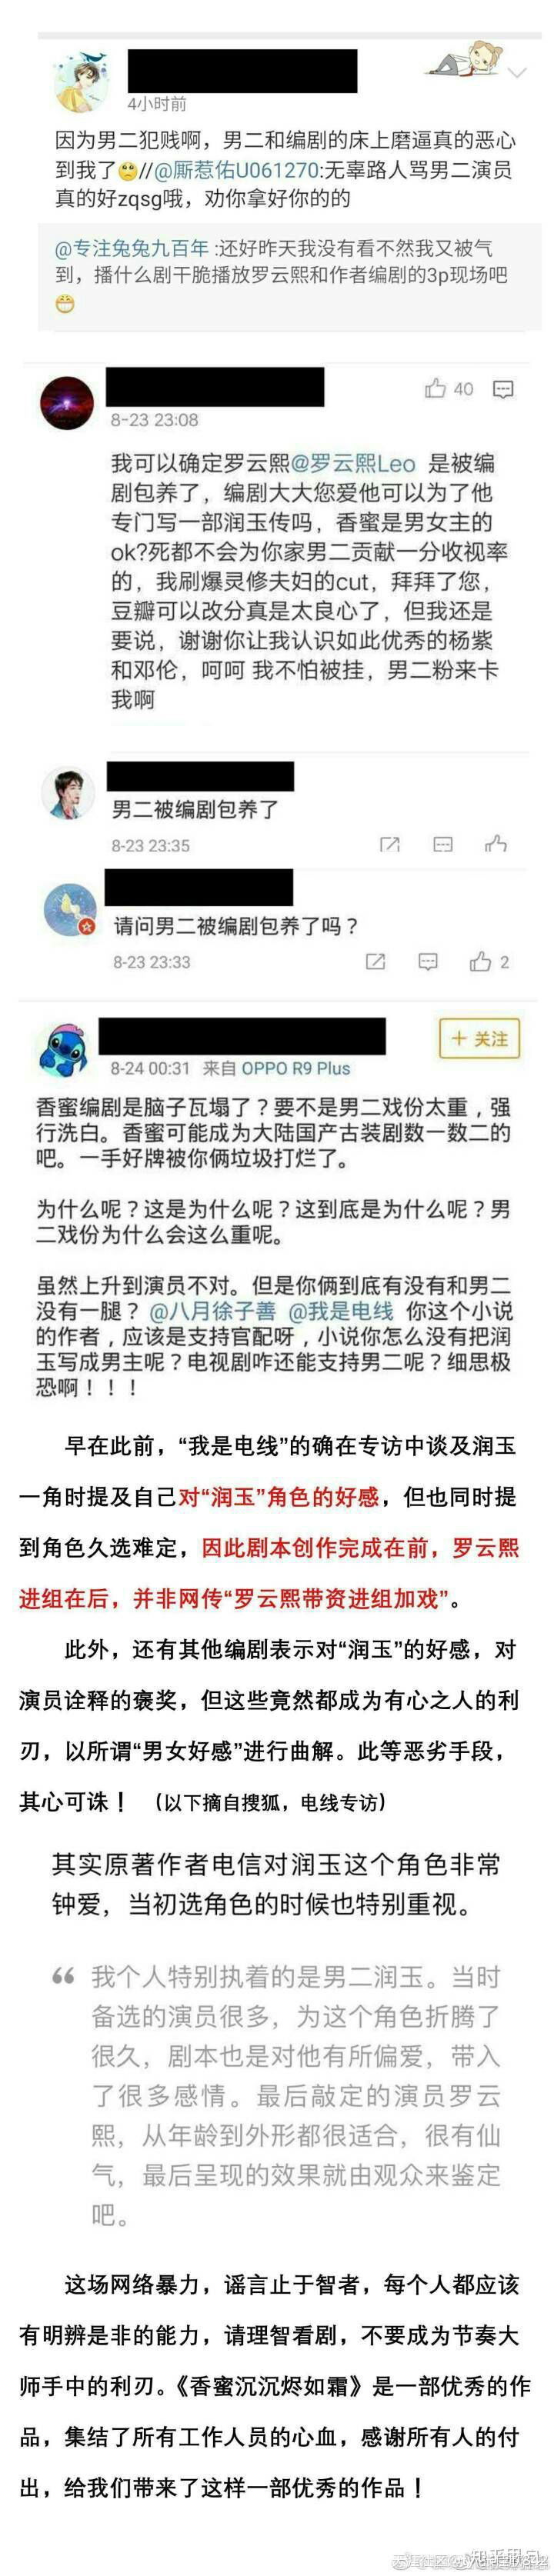 4小时前
因为男二犯贱啊，男二和编剧的床上磨逼真的恶心
到我了//@厮惹佑U061270:无辜路人骂男二演员
真的好zqsg哦，劝你拿好你的的
@专注兔兔九百年 :还好昨天我没有看不然我又被气
到，播什么剧干脆播放罗云熙和作者编剧的3p现场吧
40
8-23 23:08
我可以确定罗云熙@罗云熙Leo 是被编
剧包养了，编剧大大您爱他可以为了他
专门写一部润玉传吗，香蜜是男女主的
ok?死都不会为你家男二贡献一分收视率
的，我刷爆灵修夫妇的cut，拜拜了您，
豆瓣可以改分真是太良心了，但我还是
要说，谢谢你让我认识如此优秀的杨紫
和邓伦，呵呵 我不怕被挂，男二粉来卡
我啊
男二被编剧包养了
8-23 23:35
请问男二被编剧包养了吗？
8-23 23:33
2
+ 关注
8-24 00:31 来自 OPPO R9 Plus
香蜜编剧是脑子瓦塌了？要不是男二戏份太重，强
行洗白。香蜜可能成为大陆国产古装剧数一数二的
吧。一手好牌被你俩垃圾打烂了。
为什么呢？这是为什么呢？这到底是为什么呢？男
二戏份为什么会这么重呢。
虽然上升到演员不对。但是你俩到底有没有和男二
没有一腿？@八月徐子善 @我是电线 你这个小说
的作者，应该是支持官配呀，小说你怎么没有把润
玉写成男主呢？电视剧咋还能支持男二呢？细思极
恐啊！！！
早在此前，“我是电线”的确在专访中谈及润玉
一角时提及自己对“润玉”角色的好感，但也同时提
到角色久选难定，因此剧本创作完成在前，罗云熙
进组在后，并非网传“罗云熙带资进组加戏”。
此外，还有其他编剧表示对“润玉”的好感，对
演员诠释的褒奖，但这些竟然都成为有心之人的利
刃，以所谓“男女好感”进行曲解。此等恶劣手段，
其心可诛！ （以下摘自搜狐，电线专访）
其实原著作者电信对润玉这个角色非常
钟爱，当初选角色的时候也特别重视。
“ 我个人特别执着的是男二润玉。当时
备选的演员很多，为这个角色折腾了
很久，剧本也是对他有所偏爱，带入
了很多感情。最后敲定的演员罗云
熙，从年龄到外形都很适合，很有仙
气，最后呈现的效果就由观众来鉴定
吧。
这场网络暴力，谣言止于智者，每个人都应该
有明辨是非的能力，请理智看剧，不要成为节奏大
师手中的利刃。《香蜜沉沉烬如霜》是一部优秀的作
品，集结了所有工作人员的心血，感谢所有人的付
出，给我们带来了这样一部优秀的作品！